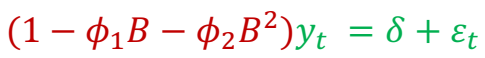 (1 − ϕ₁B − ϕ₂B²)yₜ = δ + εₜ